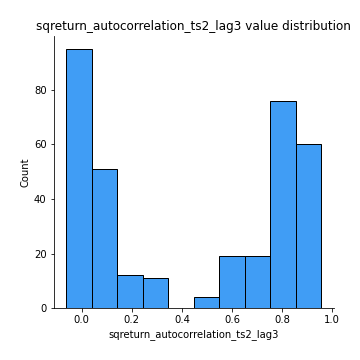 sqreturn_autocorrelation_ts2_lag3 value distribution
80
60
40
20
0
Count
0.0 0.2 0.4 0.6 0.8 1.0
sqreturn_autocorrelation_ts2_lag3